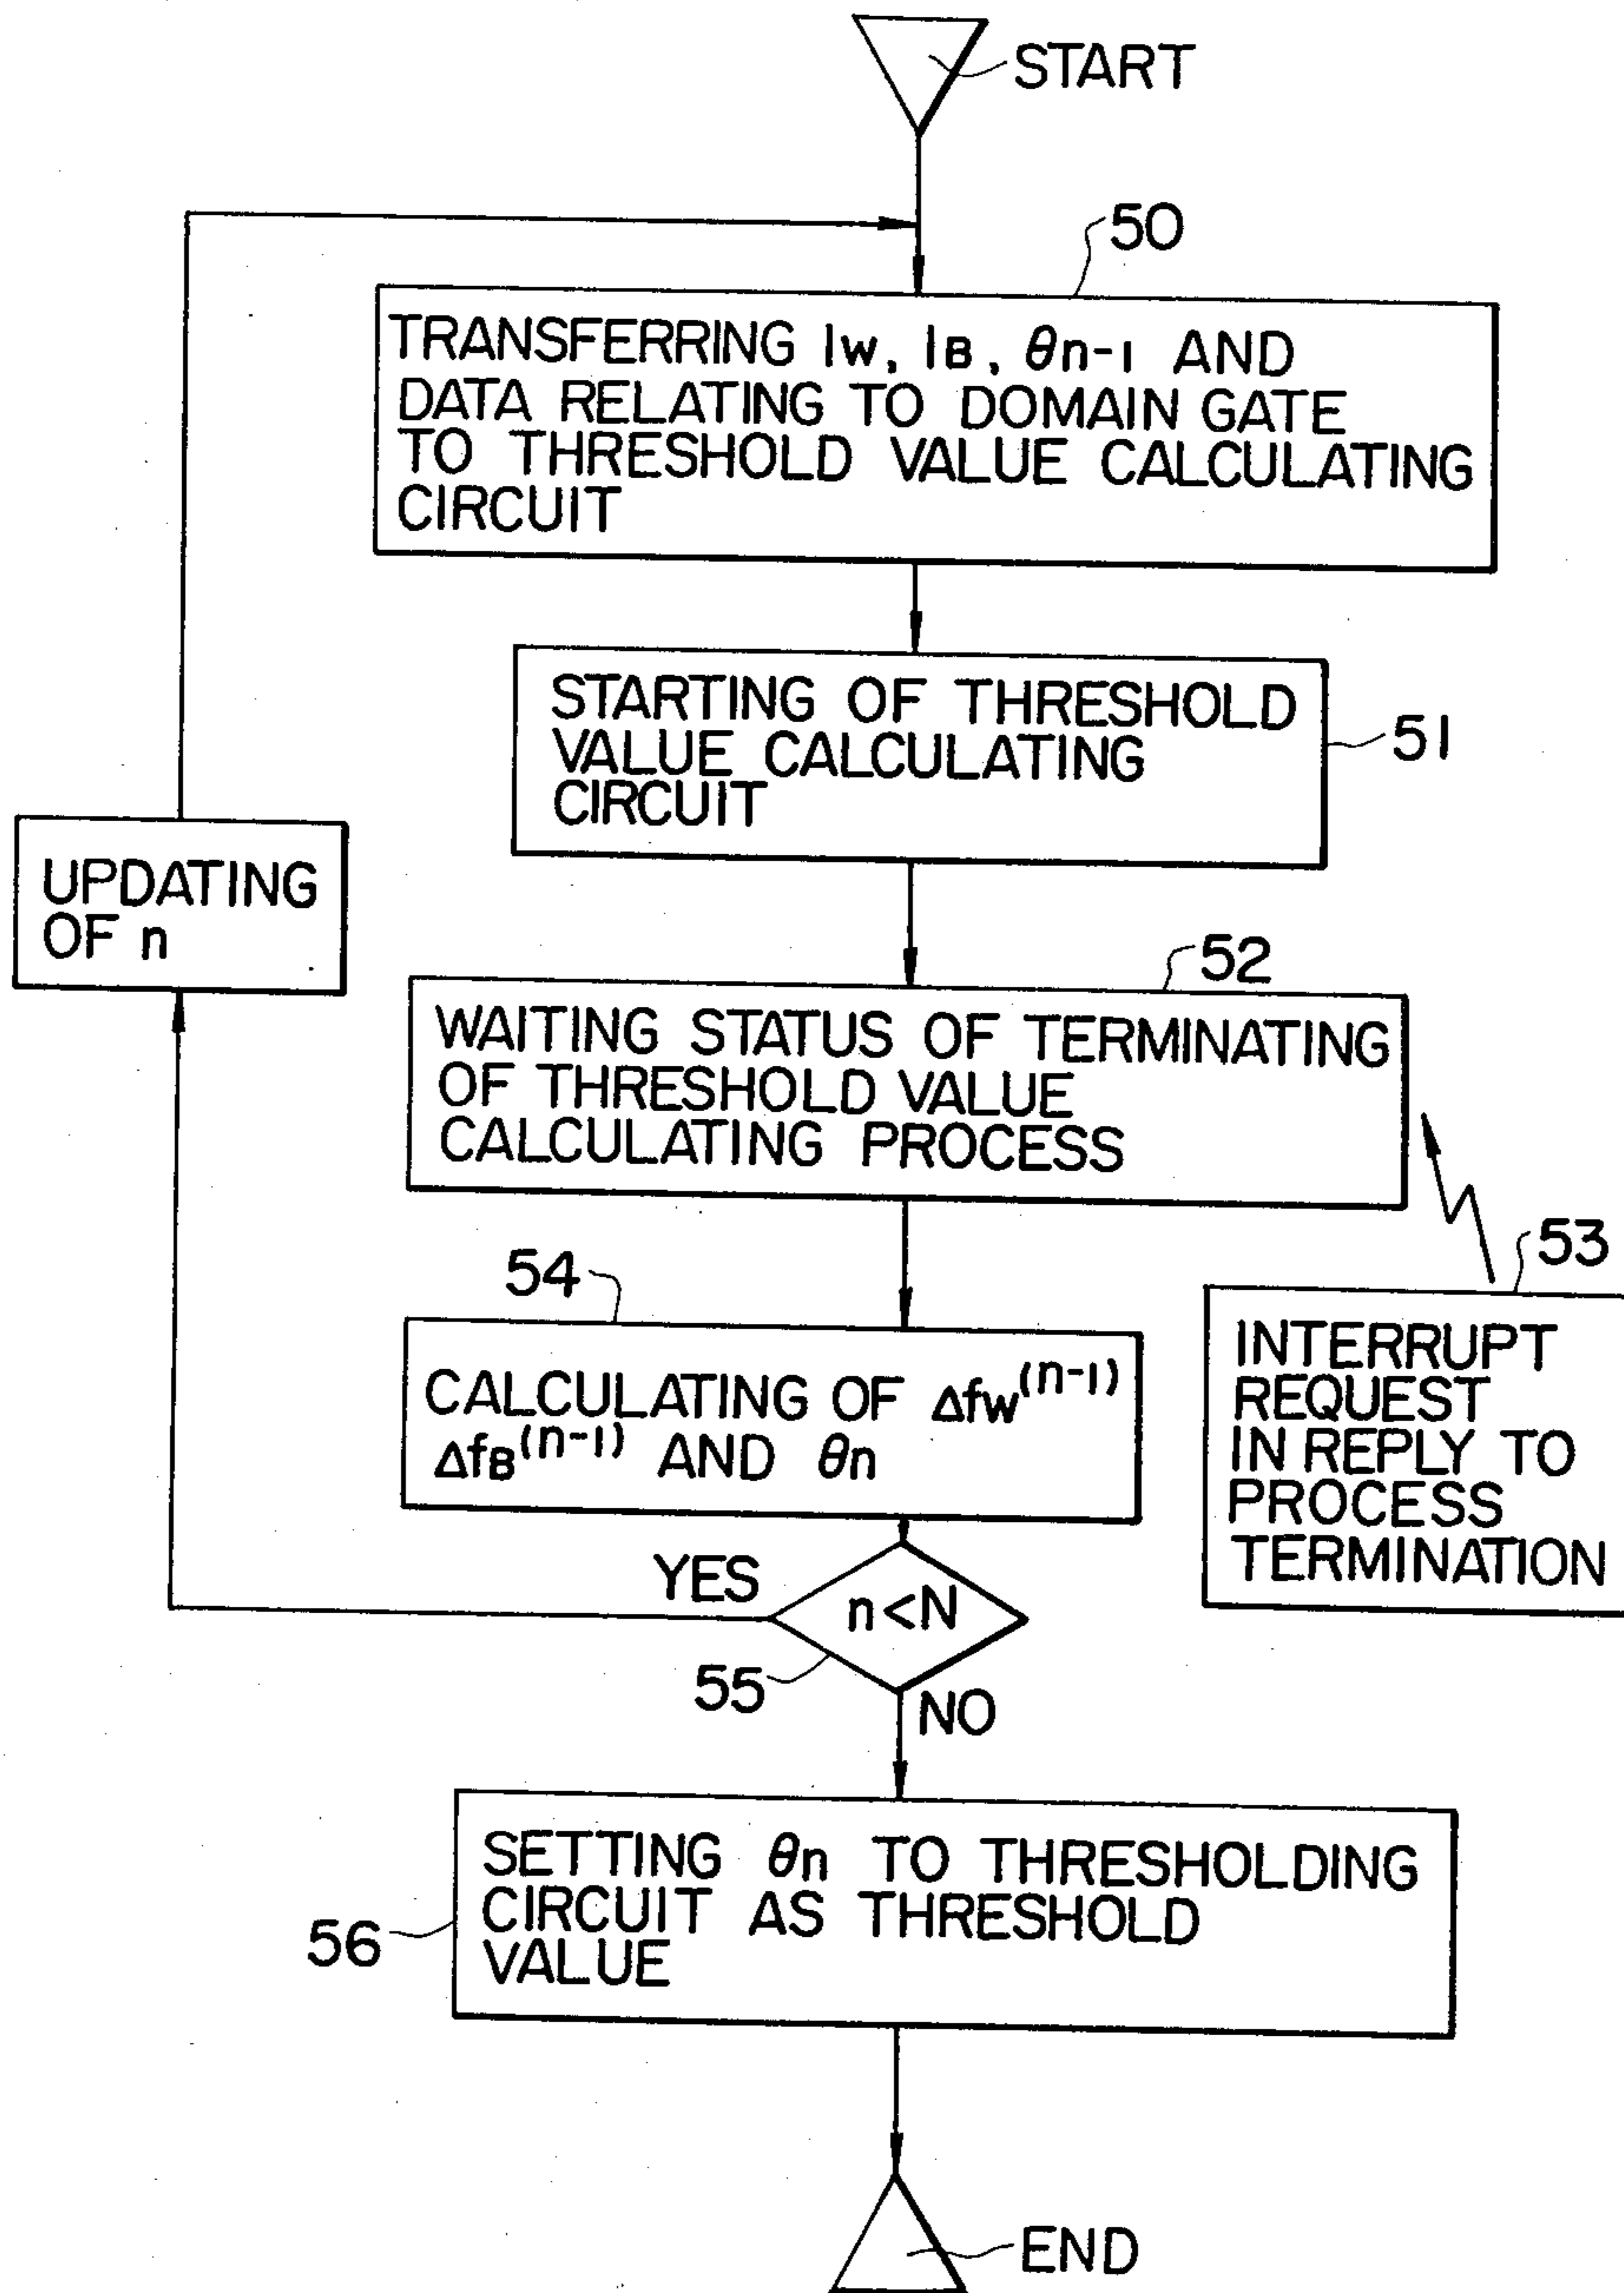 START
50
TRANSFERRING Iw, IB, θn-1 AND
DATA RELATING TO DOMAIN GATE
TO THRESHOLD VALUE CALCULATING
CIRCUIT
STARTING OF THRESHOLD
VALUE CALCULATING
CIRCUIT
51
UPDATING
OF n
52
WAITING STATUS OF TERMINATING
OF THRESHOLD VALUE
CALCULATING PROCESS
53
INTERRUPT
REQUEST
IN REPLY TO
PROCESS
TERMINATION
54
CALCULATING OF Δfw(n-1)
ΔfB(n-1) AND θn
YES
n<N
55
NO
SETTING θn TO THRESHOLDING
CIRCUIT AS THRESHOLD
VALUE
56
END